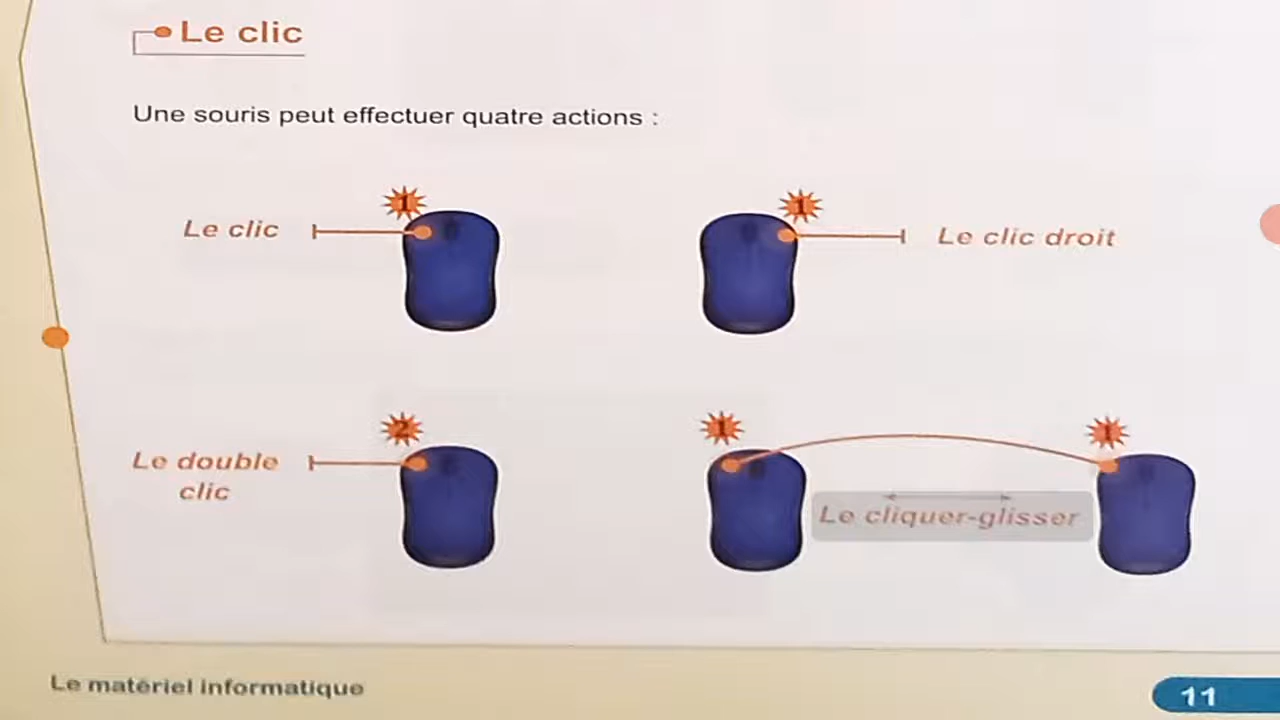 Le clic
Une souris peut effectuer quatre actions :
1
1
Le clic
Le clic droit
2
1
1
Le double
clic
Le cliquer-glisser
Le matériel informatique
11